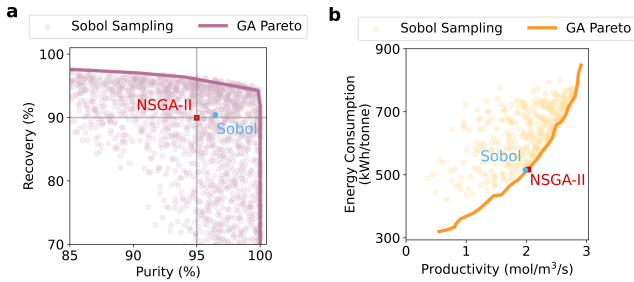 a
Sobol Sampling
GA Pareto
100
90
80
70
Recovery (%)
NSGA-II
Sobol
85
90
95
100
Purity (%)
b
Sobol Sampling
GA Pareto
900
700
500
300
Energy Consumption
(kWh/tonne)
Sobol
NSGA-II
0
1
2
3
Productivity (mol/m³/s)